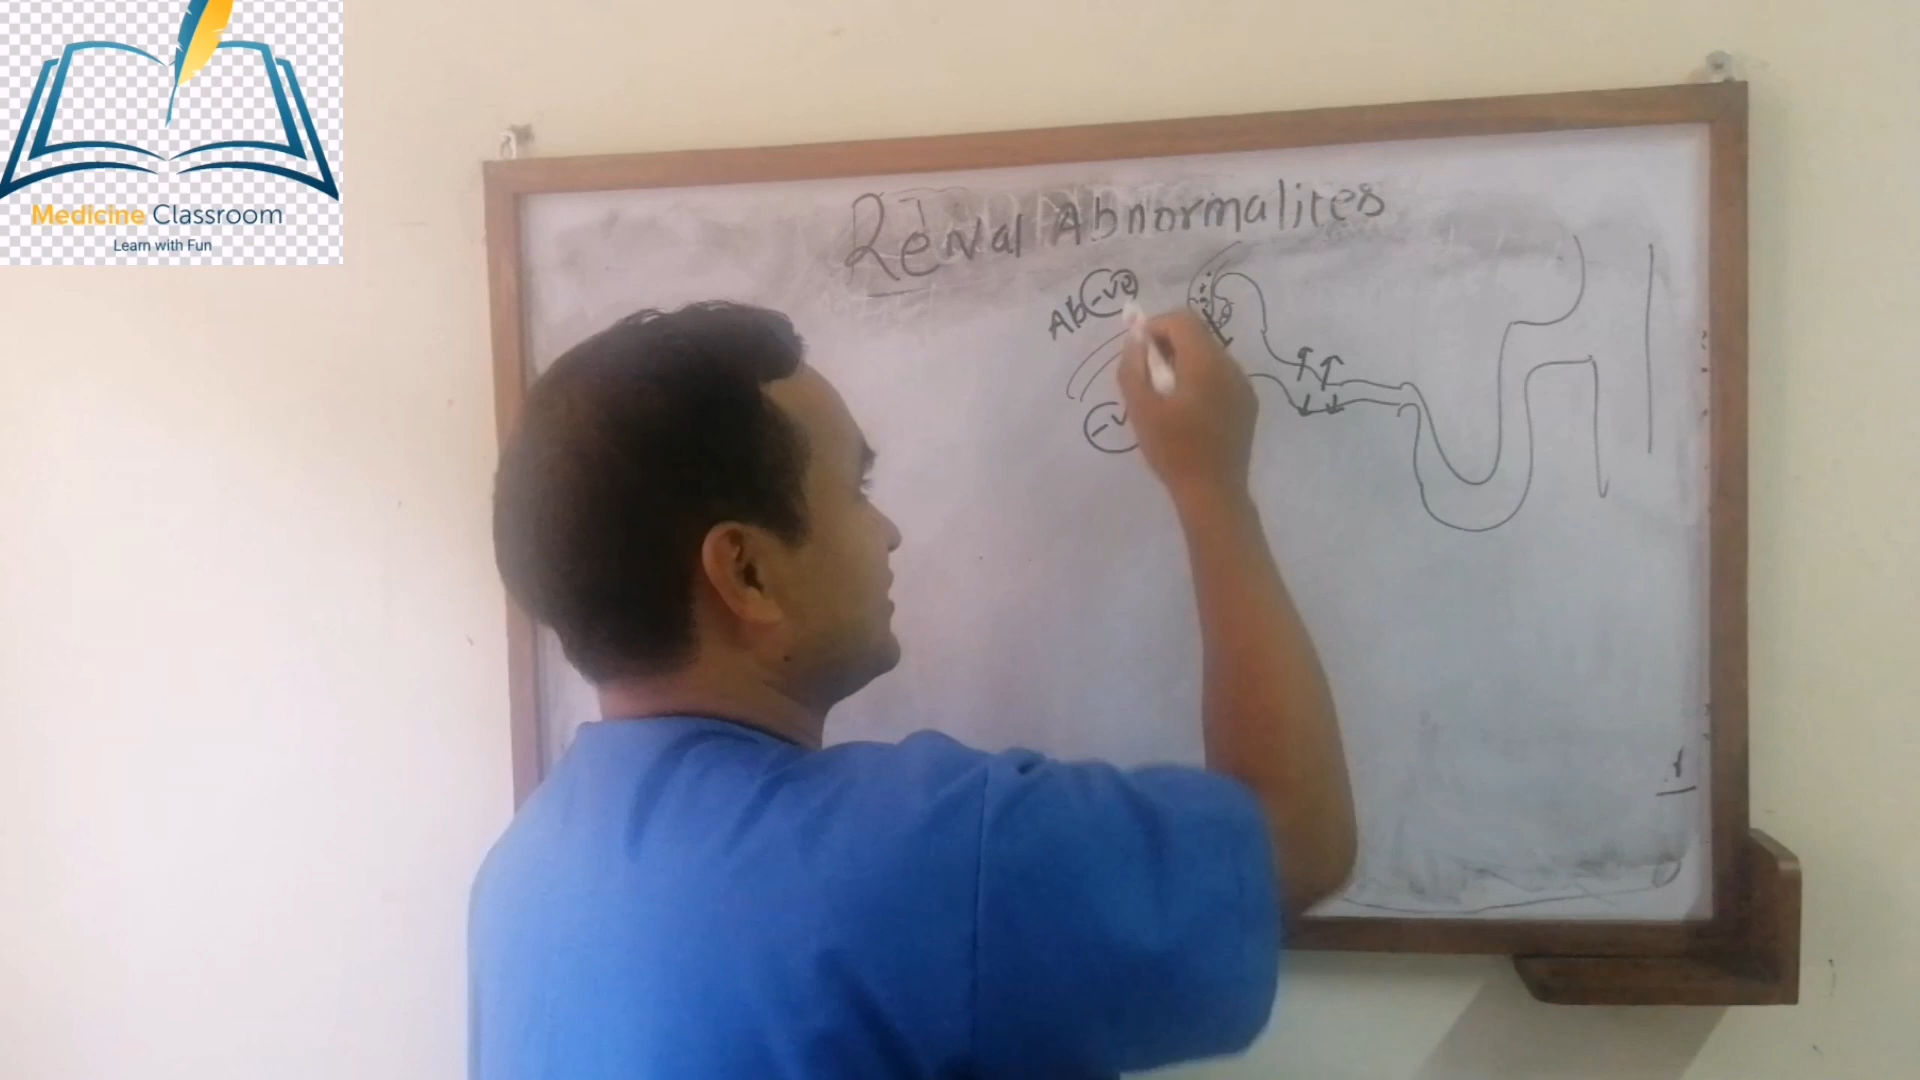 Medicine Classroom
Learn with Fun
Renal Abnormalites
Ab -ve